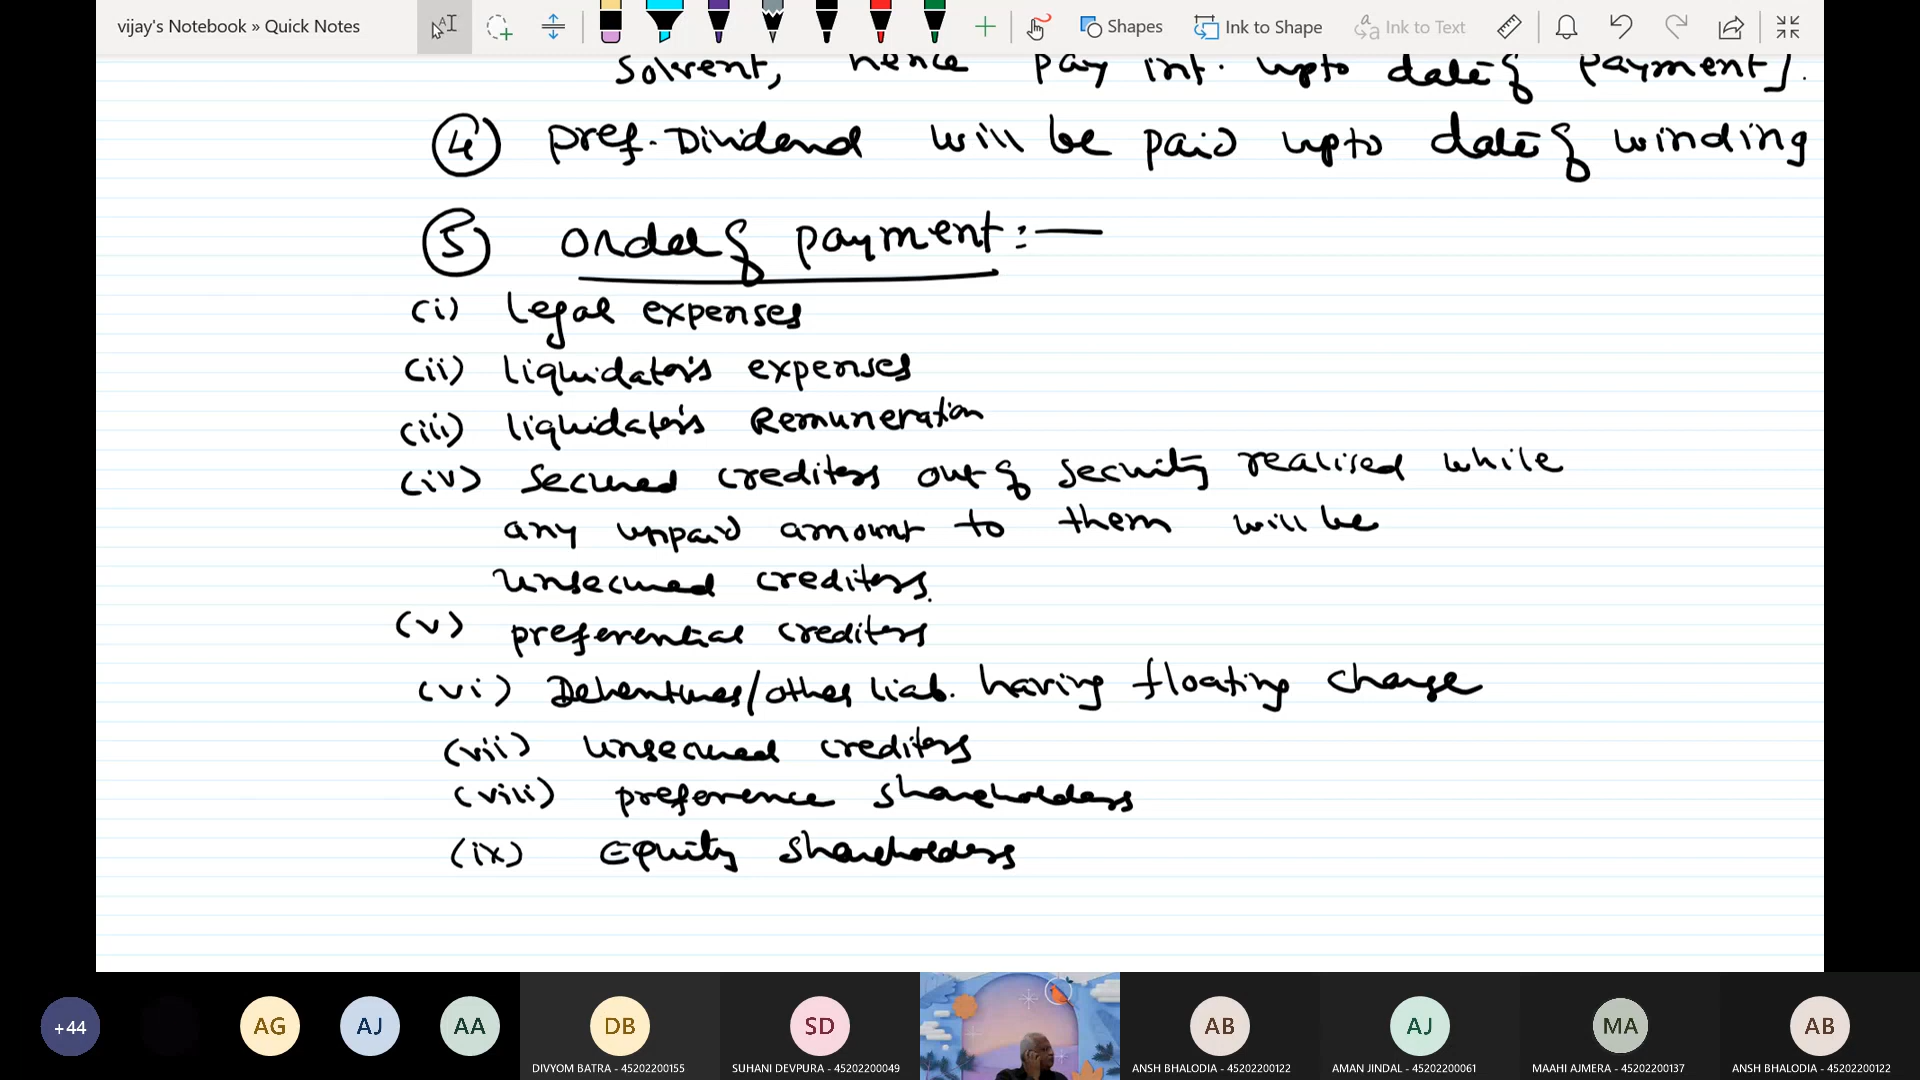 vijay's Notebook » Quick Notes
Shapes
Ink to Shape
Ink to Text
Solvent, hence pay int. upto date of payment].
④ pref. Dividend will be paid upto date of winding
⑤ order of payment :—
(i) legal expenses
(ii) liquidator's expenses
(iii) liquidator's Remuneration
(iv) Secured creditors out of security realised while
any unpaid amount to them will be
unsecured creditors.
(v) preferential creditors
(vi) Debentures/other liab. having floating charge
(vii) unsecured creditors
(viii) preference shareholders
(ix) Equity shareholders
+44
AG
AJ
AA
DB
SD
AB
AJ
MA
AB
DIVYOM BATRA - 45202200155
SUHANI DEVPURA - 45202200049
ANSH BHALODIA - 45202200122
AMAN JINDAL - 45202200061
MAAHI AJMERA - 45202200137
ANSH BHALODIA - 45202200122